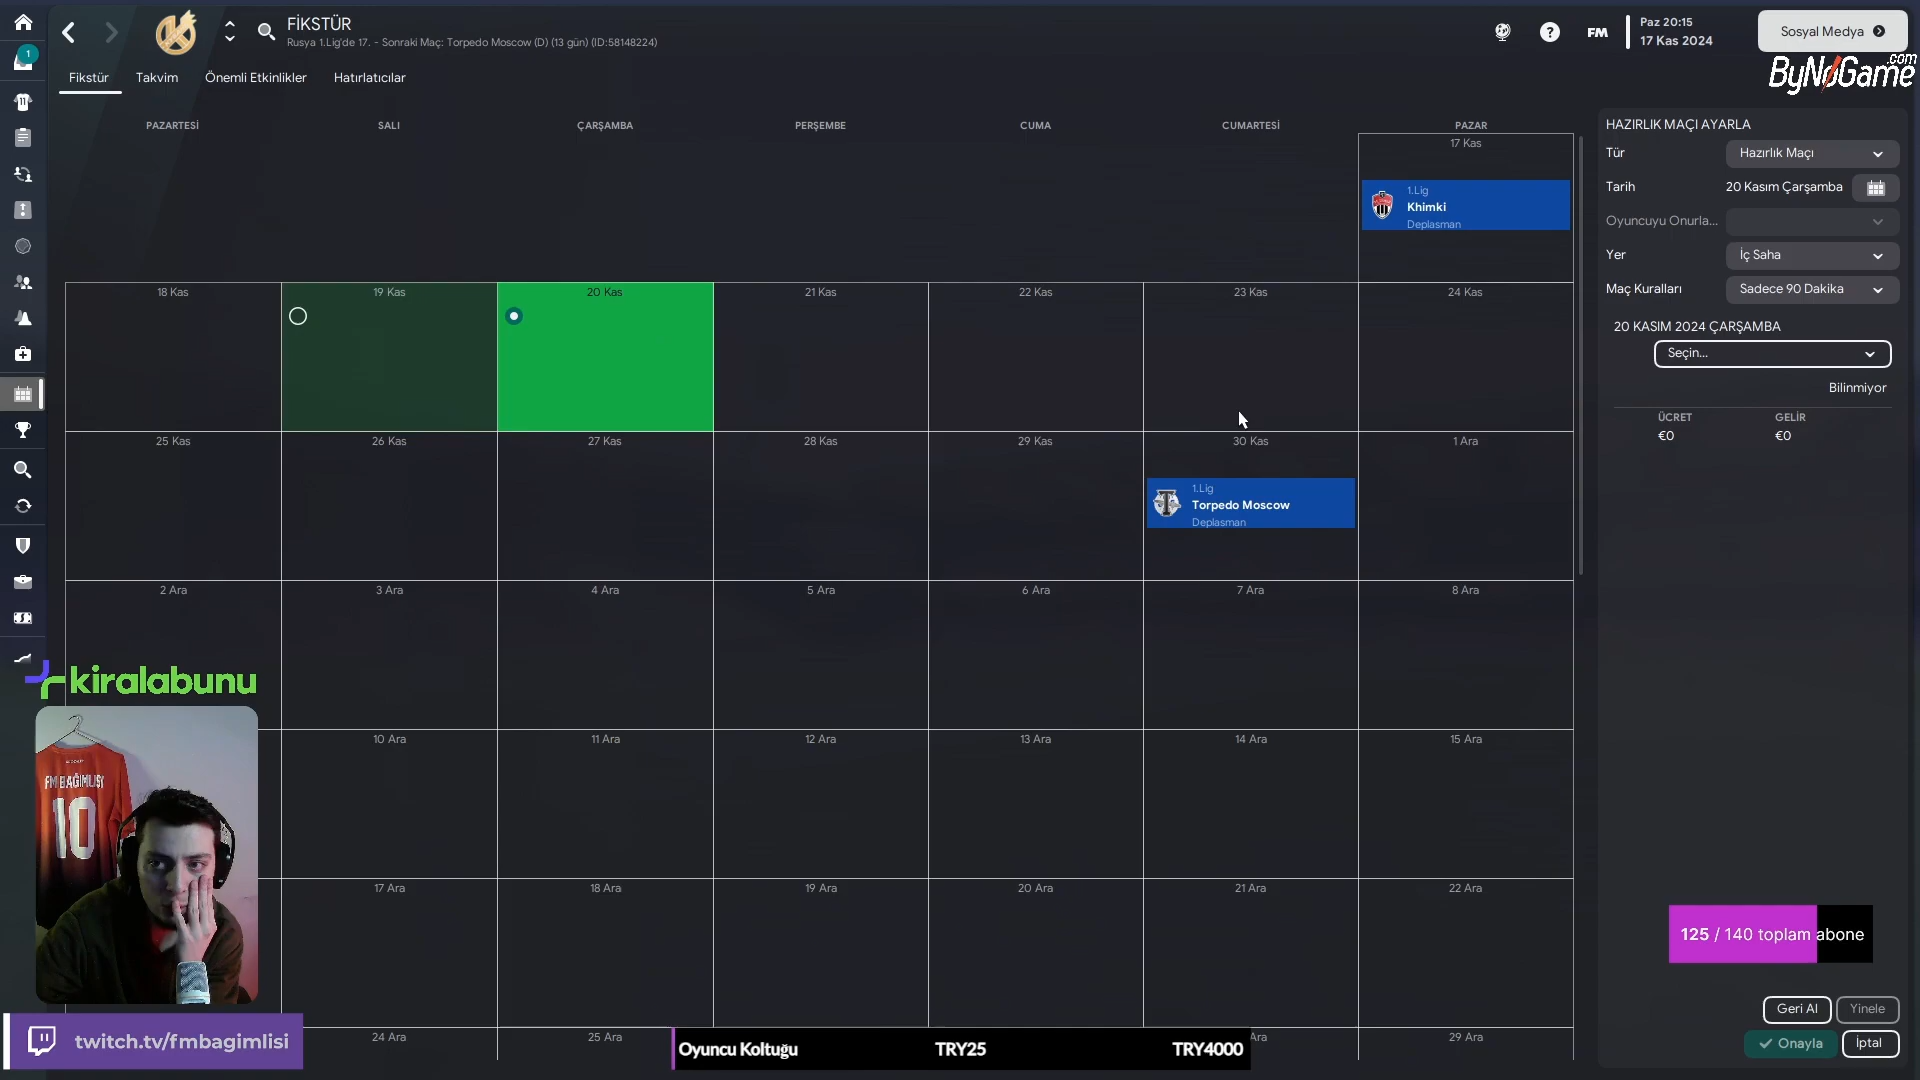 1
FİKSTÜR
Rusya 1.Lig'de 17. - Sonraki Maç: Torpedo Moscow (D) (13 gün) (ID:58148224)
FM
Paz 20:15
17 Kas 2024
Sosyal Medya
ByNoGame.com
Fikstür
Takvim
Önemli Etkinlikler
Hatırlatıcılar
PAZARTESİ
SALI
ÇARŞAMBA
PERŞEMBE
CUMA
CUMARTESİ
PAZAR
17 Kas
1.Lig
Khimki
Deplasman
18 Kas
19 Kas
20 Kas
21 Kas
22 Kas
23 Kas
24 Kas
25 Kas
26 Kas
27 Kas
28 Kas
29 Kas
30 Kas
1 Ara
1.Lig
Torpedo Moscow
Deplasman
2 Ara
3 Ara
4 Ara
5 Ara
6 Ara
7 Ara
8 Ara
10 Ara
11 Ara
12 Ara
13 Ara
14 Ara
15 Ara
17 Ara
18 Ara
19 Ara
20 Ara
21 Ara
22 Ara
24 Ara
25 Ara
Ara
29 Ara
HAZIRLIK MAÇI AYARLA
Tür
Hazırlık Maçı
Tarih
20 Kasım Çarşamba
Oyuncuyu Onurla...
Yer
İç Saha
Maç Kuralları
Sadece 90 Dakika
20 KASIM 2024 ÇARŞAMBA
Seçin...
Bilinmiyor
ÜCRET
GELİR
€0
€0
125 / 140 toplam abone
Geri Al
Yinele
Onayla
İptal
kiralabunu
FM BAĞIMLISI
10
twitch.tv/fmbagimlisi
Oyuncu Koltuğu
TRY25
TRY4000